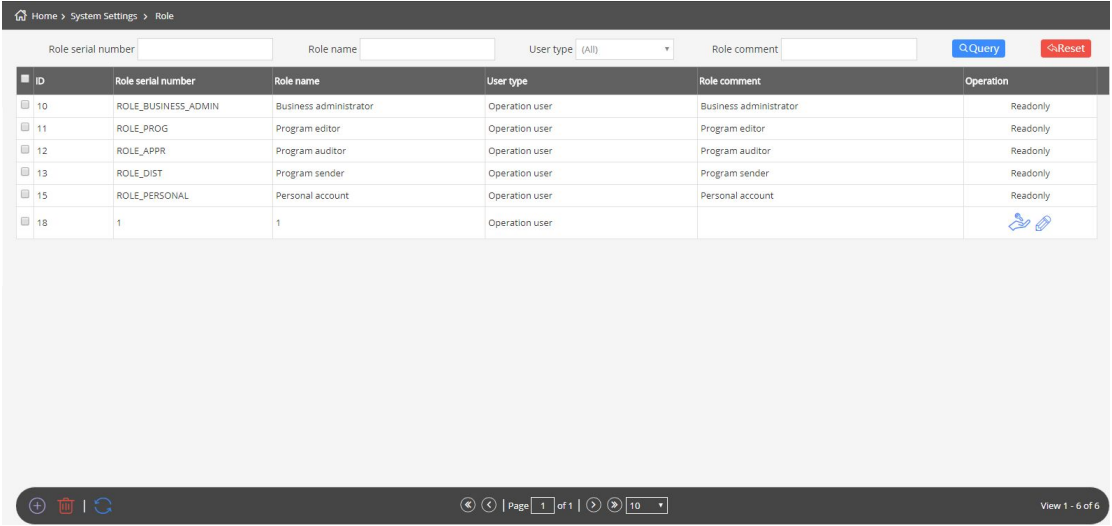 Home > System Settings > Role
Role serial number Role name User type (All) Role comment Query Reset
ID Role serial number Role name User type Role comment Operation
10 ROLE_BUSINESS_ADMIN Business administrator Operation user Business administrator Readonly
11 ROLE_PROG Program editor Operation user Program editor Readonly
12 ROLE_APPR Program auditor Operation user Program auditor Readonly
13 ROLE_DIST Program sender Operation user Program sender Readonly
15 ROLE_PERSONAL Personal account Operation user Personal account Readonly
18 1 1 Operation user
| | Page 1 of 1 | 10 View 1 - 6 of 6